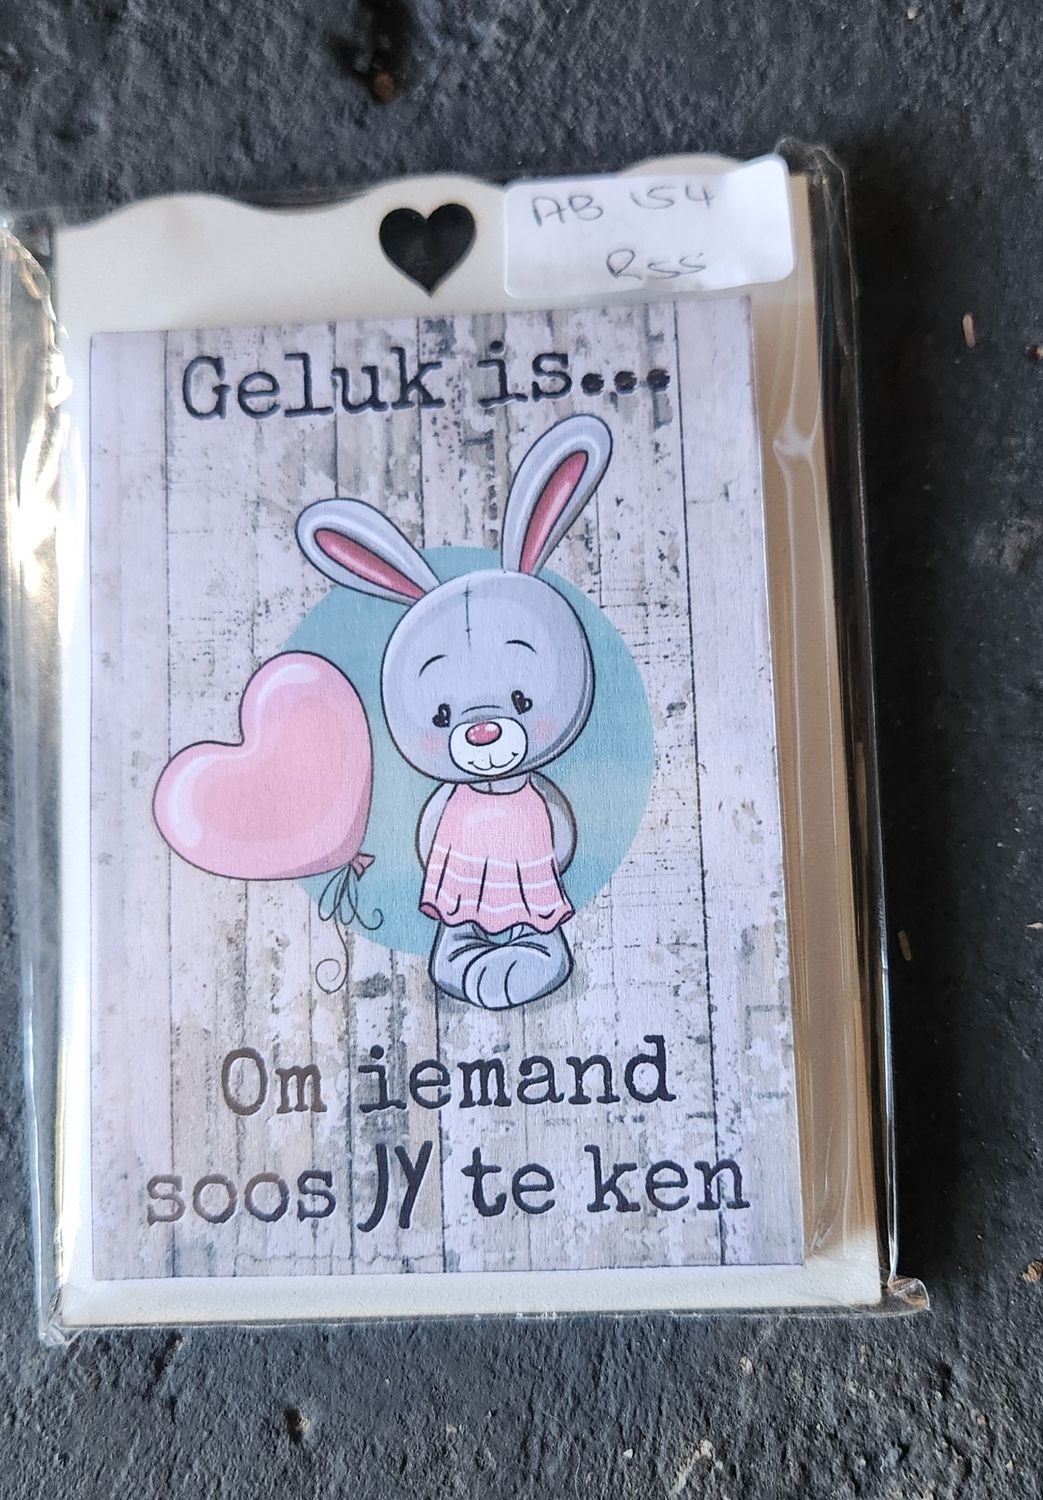 AB 154
R55
Geluk is...
Om iemand
soos JY te ken